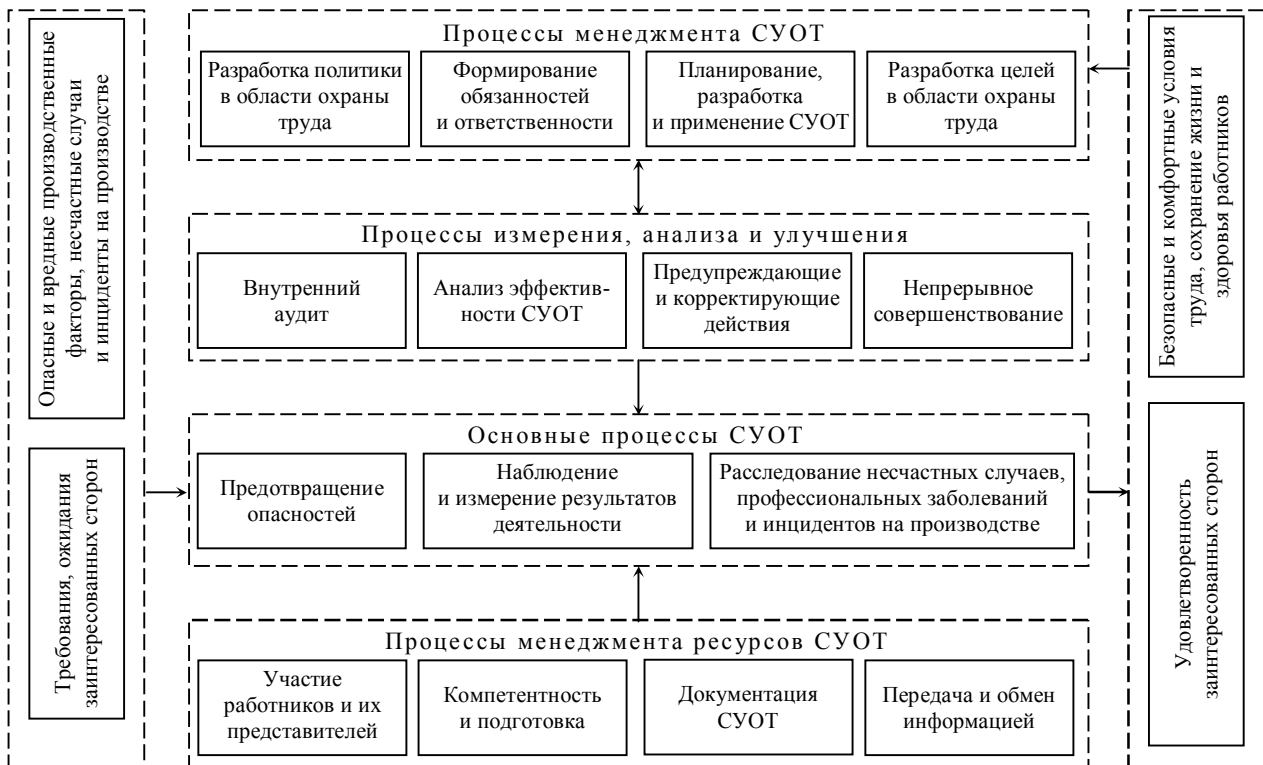 Опасные и вредные производственные
факторы, несчастные случаи
и инциденты на производстве
Требования, ожидания
заинтересованных сторон
Процессы менеджмента СУОТ
Разработка политики
в области охраны
труда
Формирование
обязанностей
и ответственности
Планирование,
разработка
и применение СУОТ
Разработка целей
в области охраны
труда
Процессы измерения, анализа и улучшения
Внутренний
аудит
Анализ эффектив-
ности СУОТ
Предупреждающие
и корректирующие
действия
Непрерывное
совершенствование
Основные процессы СУОТ
Предотвращение
опасностей
Наблюдение
и измерение результатов
деятельности
Расследование несчастных случаев,
профессиональных заболеваний
и инцидентов на производстве
Процессы менеджмента ресурсов СУОТ
Участие
работников и их
представителей
Компетентность
и подготовка
Документация
СУОТ
Передача и обмен
информацией
Безопасные и комфортные условия
труда, сохранение жизни и
здоровья работников
Удовлетворенность
заинтересованных сторон